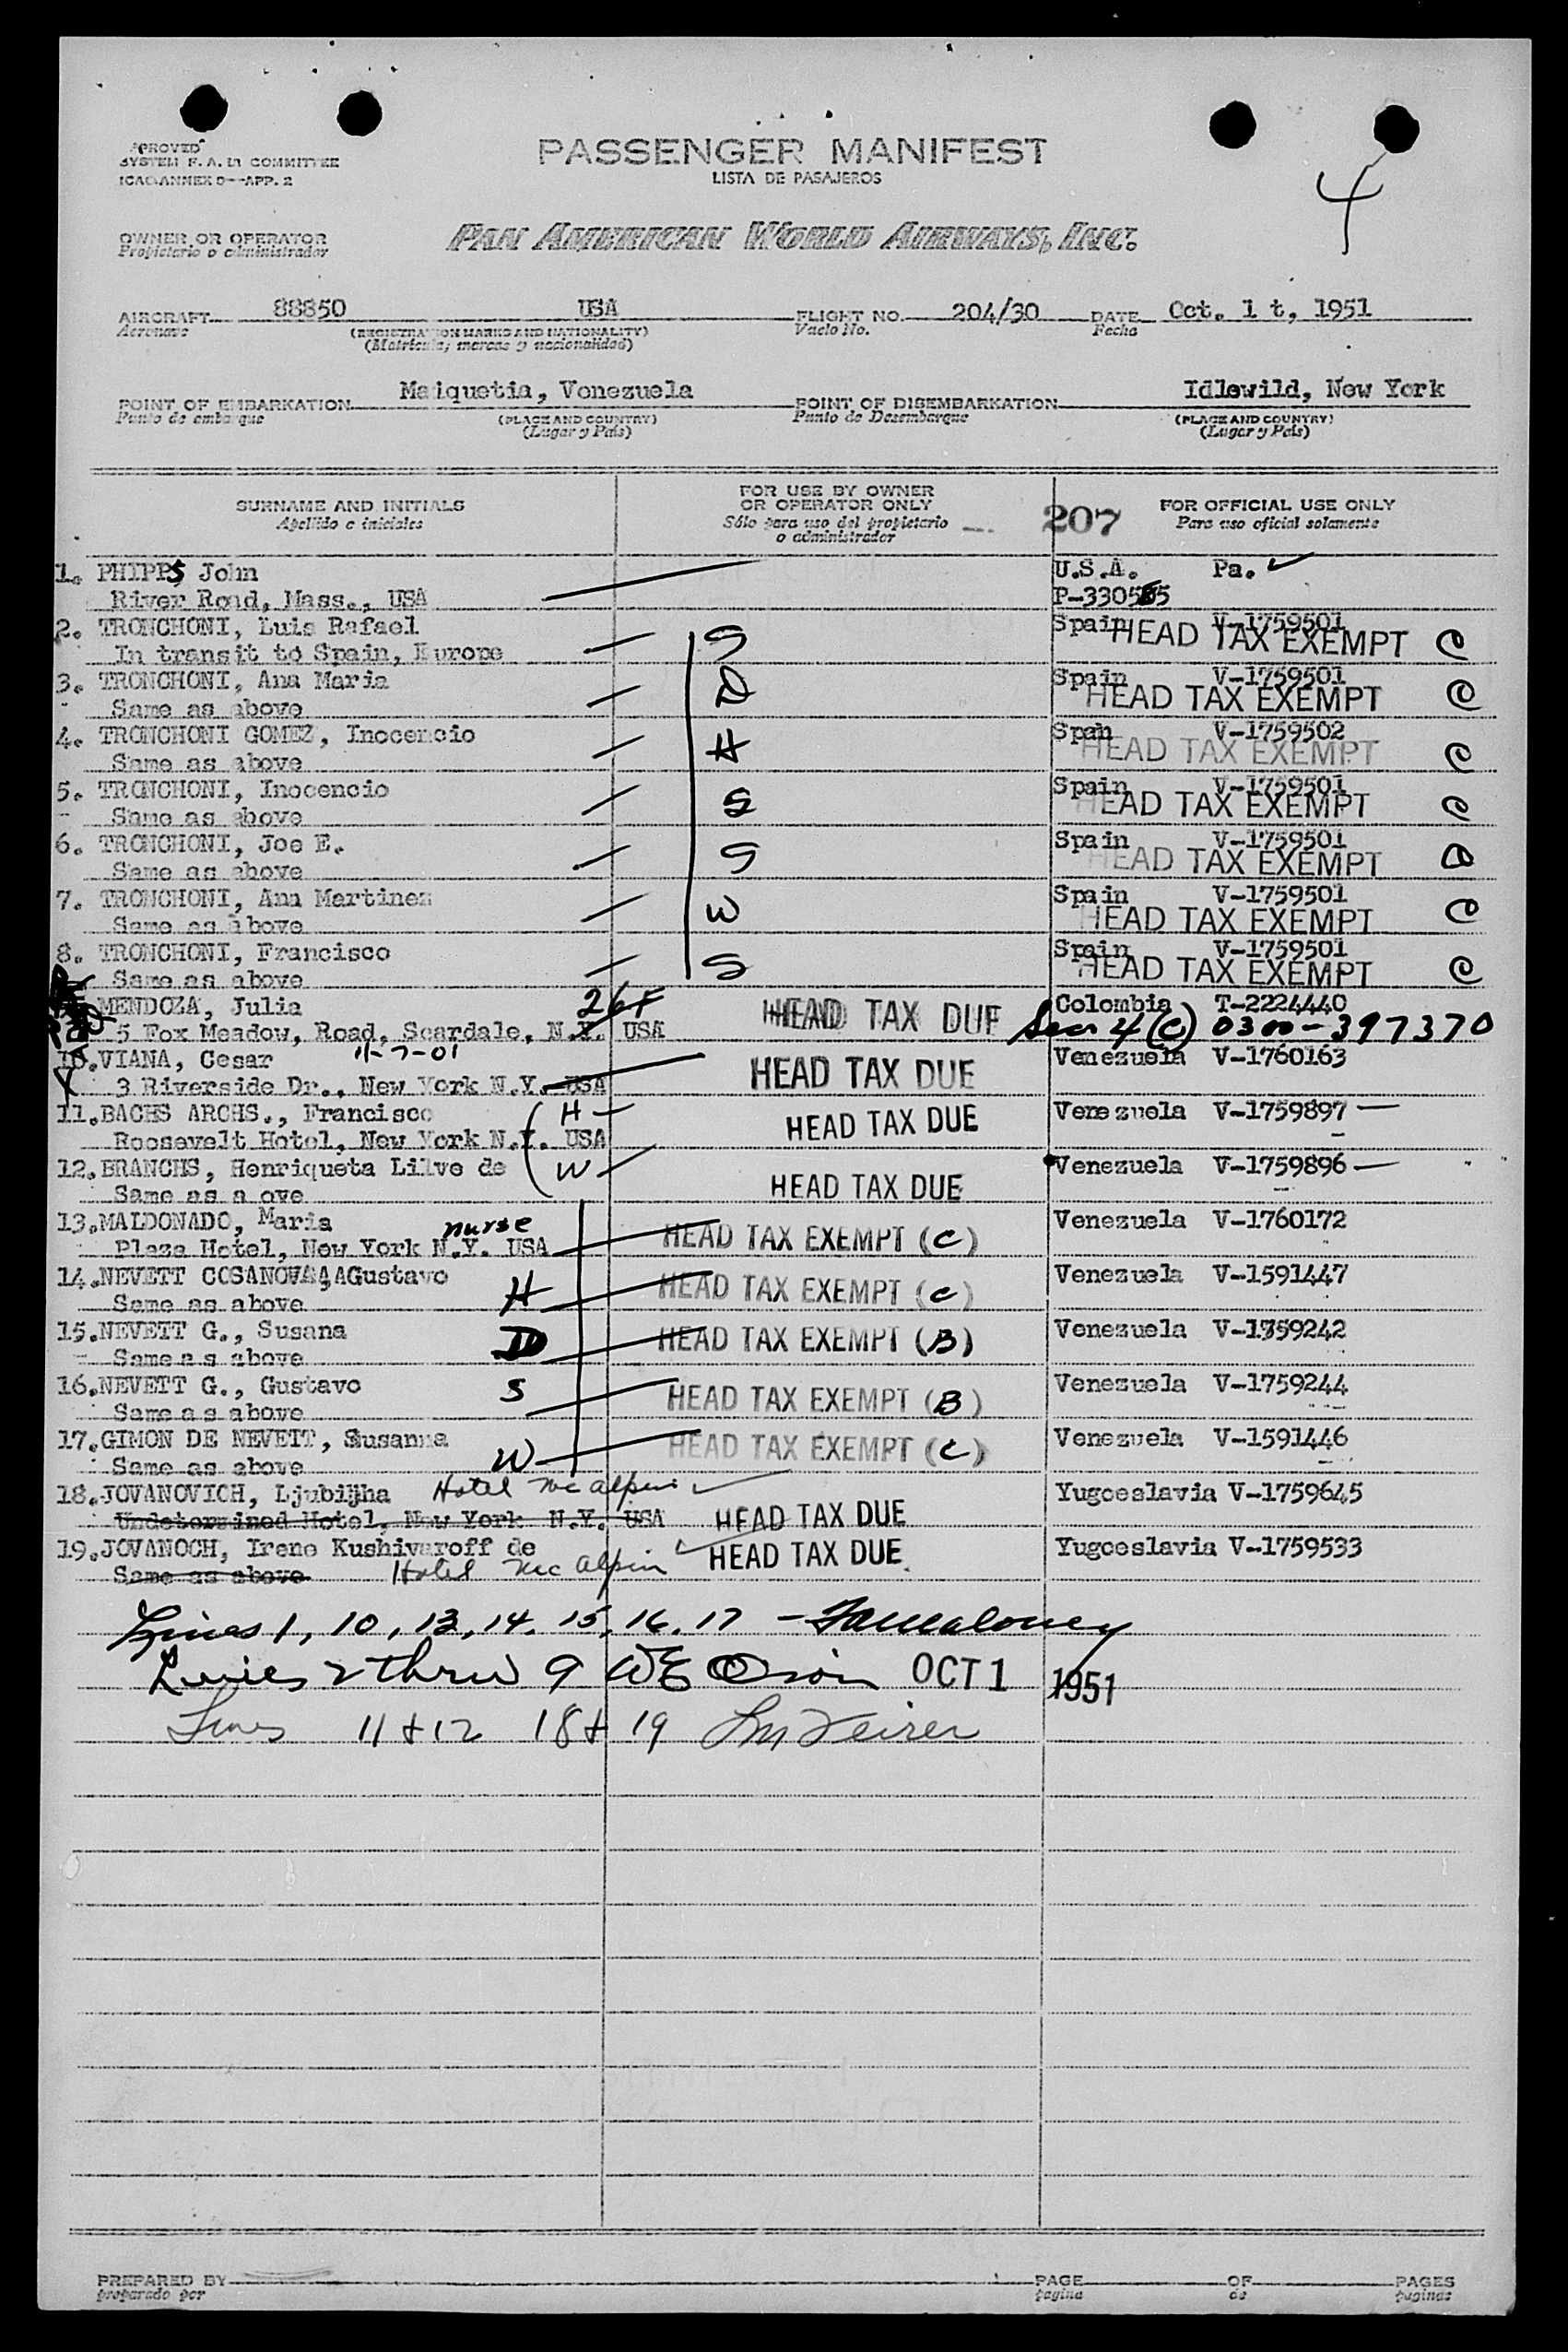 APPROVED
SYSTEM F. A. L. COMMITTEE
ICAO ANNEX 9—APP. 2
PASSENGER MANIFEST
LISTA DE PASAJEROS
4
OWNER OR OPERATOR
Propietario o administrador
PAN AMERICAN WORLD AIRWAYS, INC.
AIRCRAFT 88850 USA FLIGHT NO. 204/30 DATE Oct. 1 t, 1951
Aeronave (REGISTRATION MARKS AND NATIONALITY) Vuelo No. Fecha
(Matrícula; marcas y nacionalidad)
POINT OF EMBARKATION Maiquetia, Venezuela POINT OF DISEMBARKATION Idlewild, New York
Punto de embarque (PLACE AND COUNTRY) Punto de Desembarque (PLACE AND COUNTRY)
(Lugar y País) (Lugar y País)
SURNAME AND INITIALS FOR USE BY OWNER OR OPERATOR ONLY 207 FOR OFFICIAL USE ONLY
Apellido e iniciales Sólo para uso del propietario o administrador Para uso oficial solamente
1. PHIPPS John U.S.A. Pa.
River Road, Mass., USA P-330555
2. TRONCHONI, Luis Rafael S Spain V-1759501
In transit to Spain, Europe HEAD TAX EXEMPT C
3. TRONCHONI, Ana Maria D Spain V-1759501
Same as above HEAD TAX EXEMPT C
4. TRONCHONI GOMEZ, Inocencio H Span V-1759502
Same as above HEAD TAX EXEMPT C
5. TRONCHONI, Inocencio S Spain V-1759501
Same as above HEAD TAX EXEMPT C
6. TRONCHONI, Joe E. S Spain V-1759501
Same as above HEAD TAX EXEMPT
7. TRONCHONI, Ana Martinez W Spain V-1759501
Same as above HEAD TAX EXEMPT C
8. TRONCHONI, Francisco S Spain V-1759501
Same as above HEAD TAX EXEMPT C
MENDOZA, Julia 26F HEAD TAX DUE Colombia T-2224440
5 Fox Meadow, Road, Scardale, N.Y. USA Sec 4 (C) 0300-397370
10. VIANA, Cesar 11-7-01 HEAD TAX DUE Venezuela V-1760163
3 Riverside Dr., New York N.Y. USA
11. BACHS ARCHS., Francisco H HEAD TAX DUE Venezuela V-1759897
Roosevelt Hotel, New York N.Y. USA
12. BRANCHS, Henriqueta Lilve de W Venezuela V-1759896
Same as a ove HEAD TAX DUE
13. MALDONADO, Maria nurse HEAD TAX EXEMPT (C) Venezuela V-1760172
Plaza Hotel, New York N.Y. USA
14. NEVETT COSANOVA, AGustavo H HEAD TAX EXEMPT (C) Venezuela V-1591447
Same as above
15. NEVETT G., Susana D HEAD TAX EXEMPT (B) Venezuela V-1759242
Same a s above
16. NEVETT G., Gustavo S HEAD TAX EXEMPT (B) Venezuela V-1759244
Same a s above
17. GIMON DE NEVETT, Susanna W HEAD TAX EXEMPT (C) Venezuela V-1591446
Same as above
18. JOVANOVICH, Ljubijha Hotel McAlpin Yugoeslavia V-1759645
Undetermined Hotel, New York N.Y. USA HEAD TAX DUE
19. JOVANOCH, Irene Kushivaroff de HEAD TAX DUE Yugoeslavia V-1759533
Same as above Hotel McAlpin
Lines 1, 10, 13, 14, 15, 16, 17 -
Lines 2 thru 9 OCT 1 1951
Lines 11 + 12 18 + 19
PREPARED BY PAGE OF PAGES
preparado por pagina de paginas